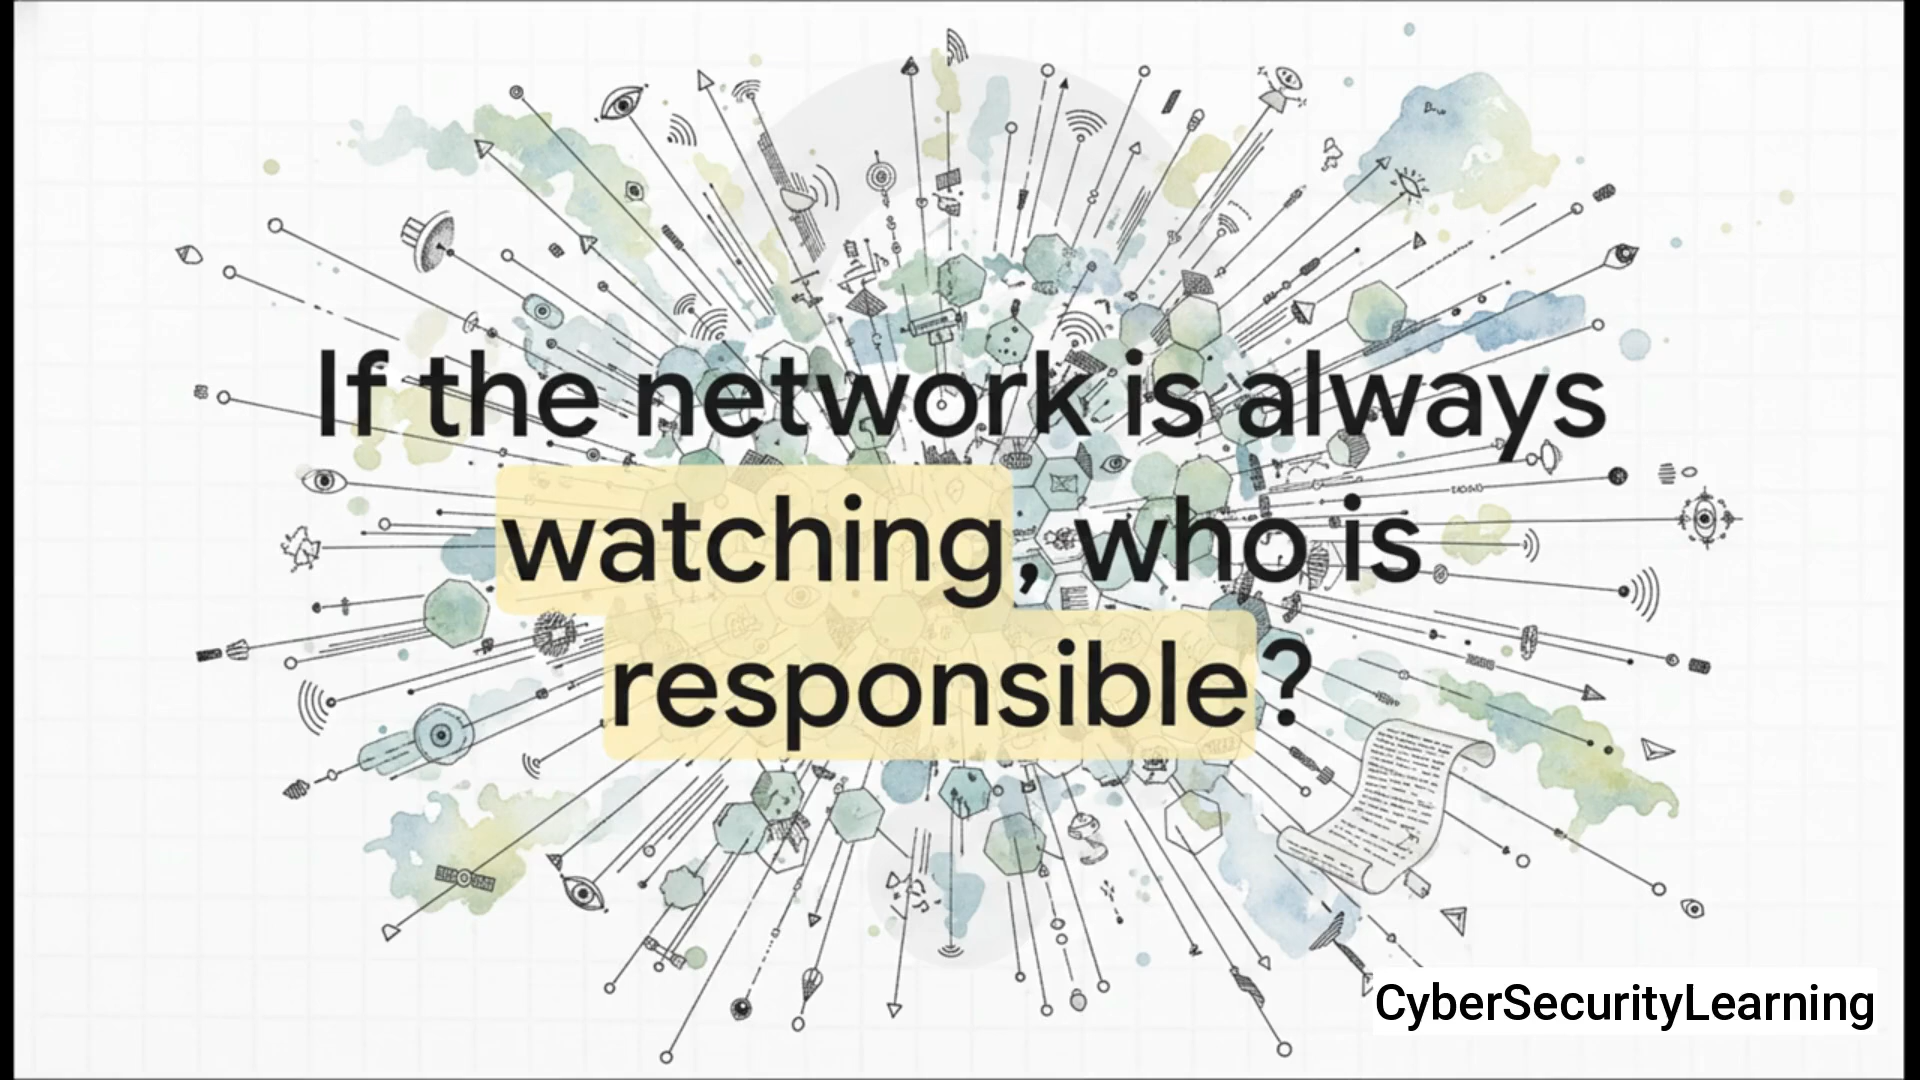 If the network is always
watching, who is
responsible?
CyberSecurityLearning